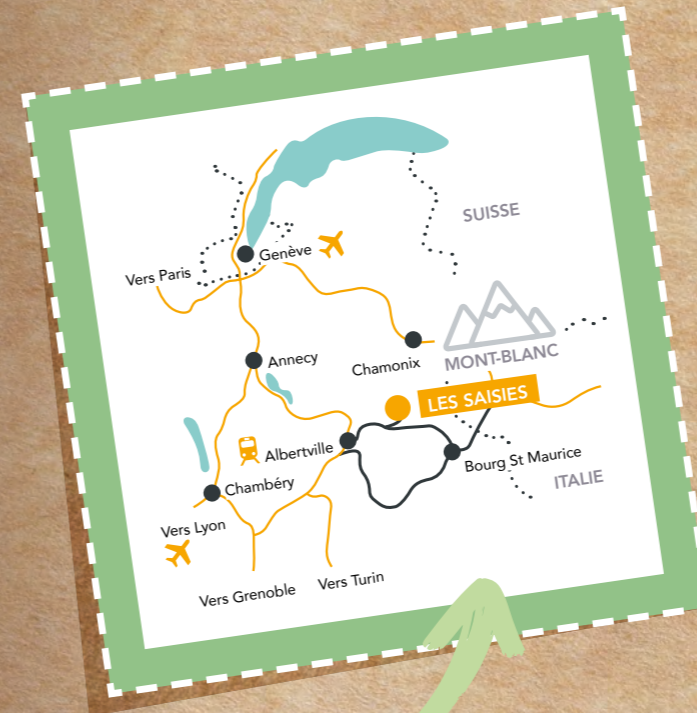 SUISSE
Genève
Vers Paris
Annecy
Chamonix
MONT-BLANC
LES SAISIES
Albertville
Bourg St Maurice
ITALIE
Chambéry
Vers Lyon
Vers Grenoble
Vers Turin